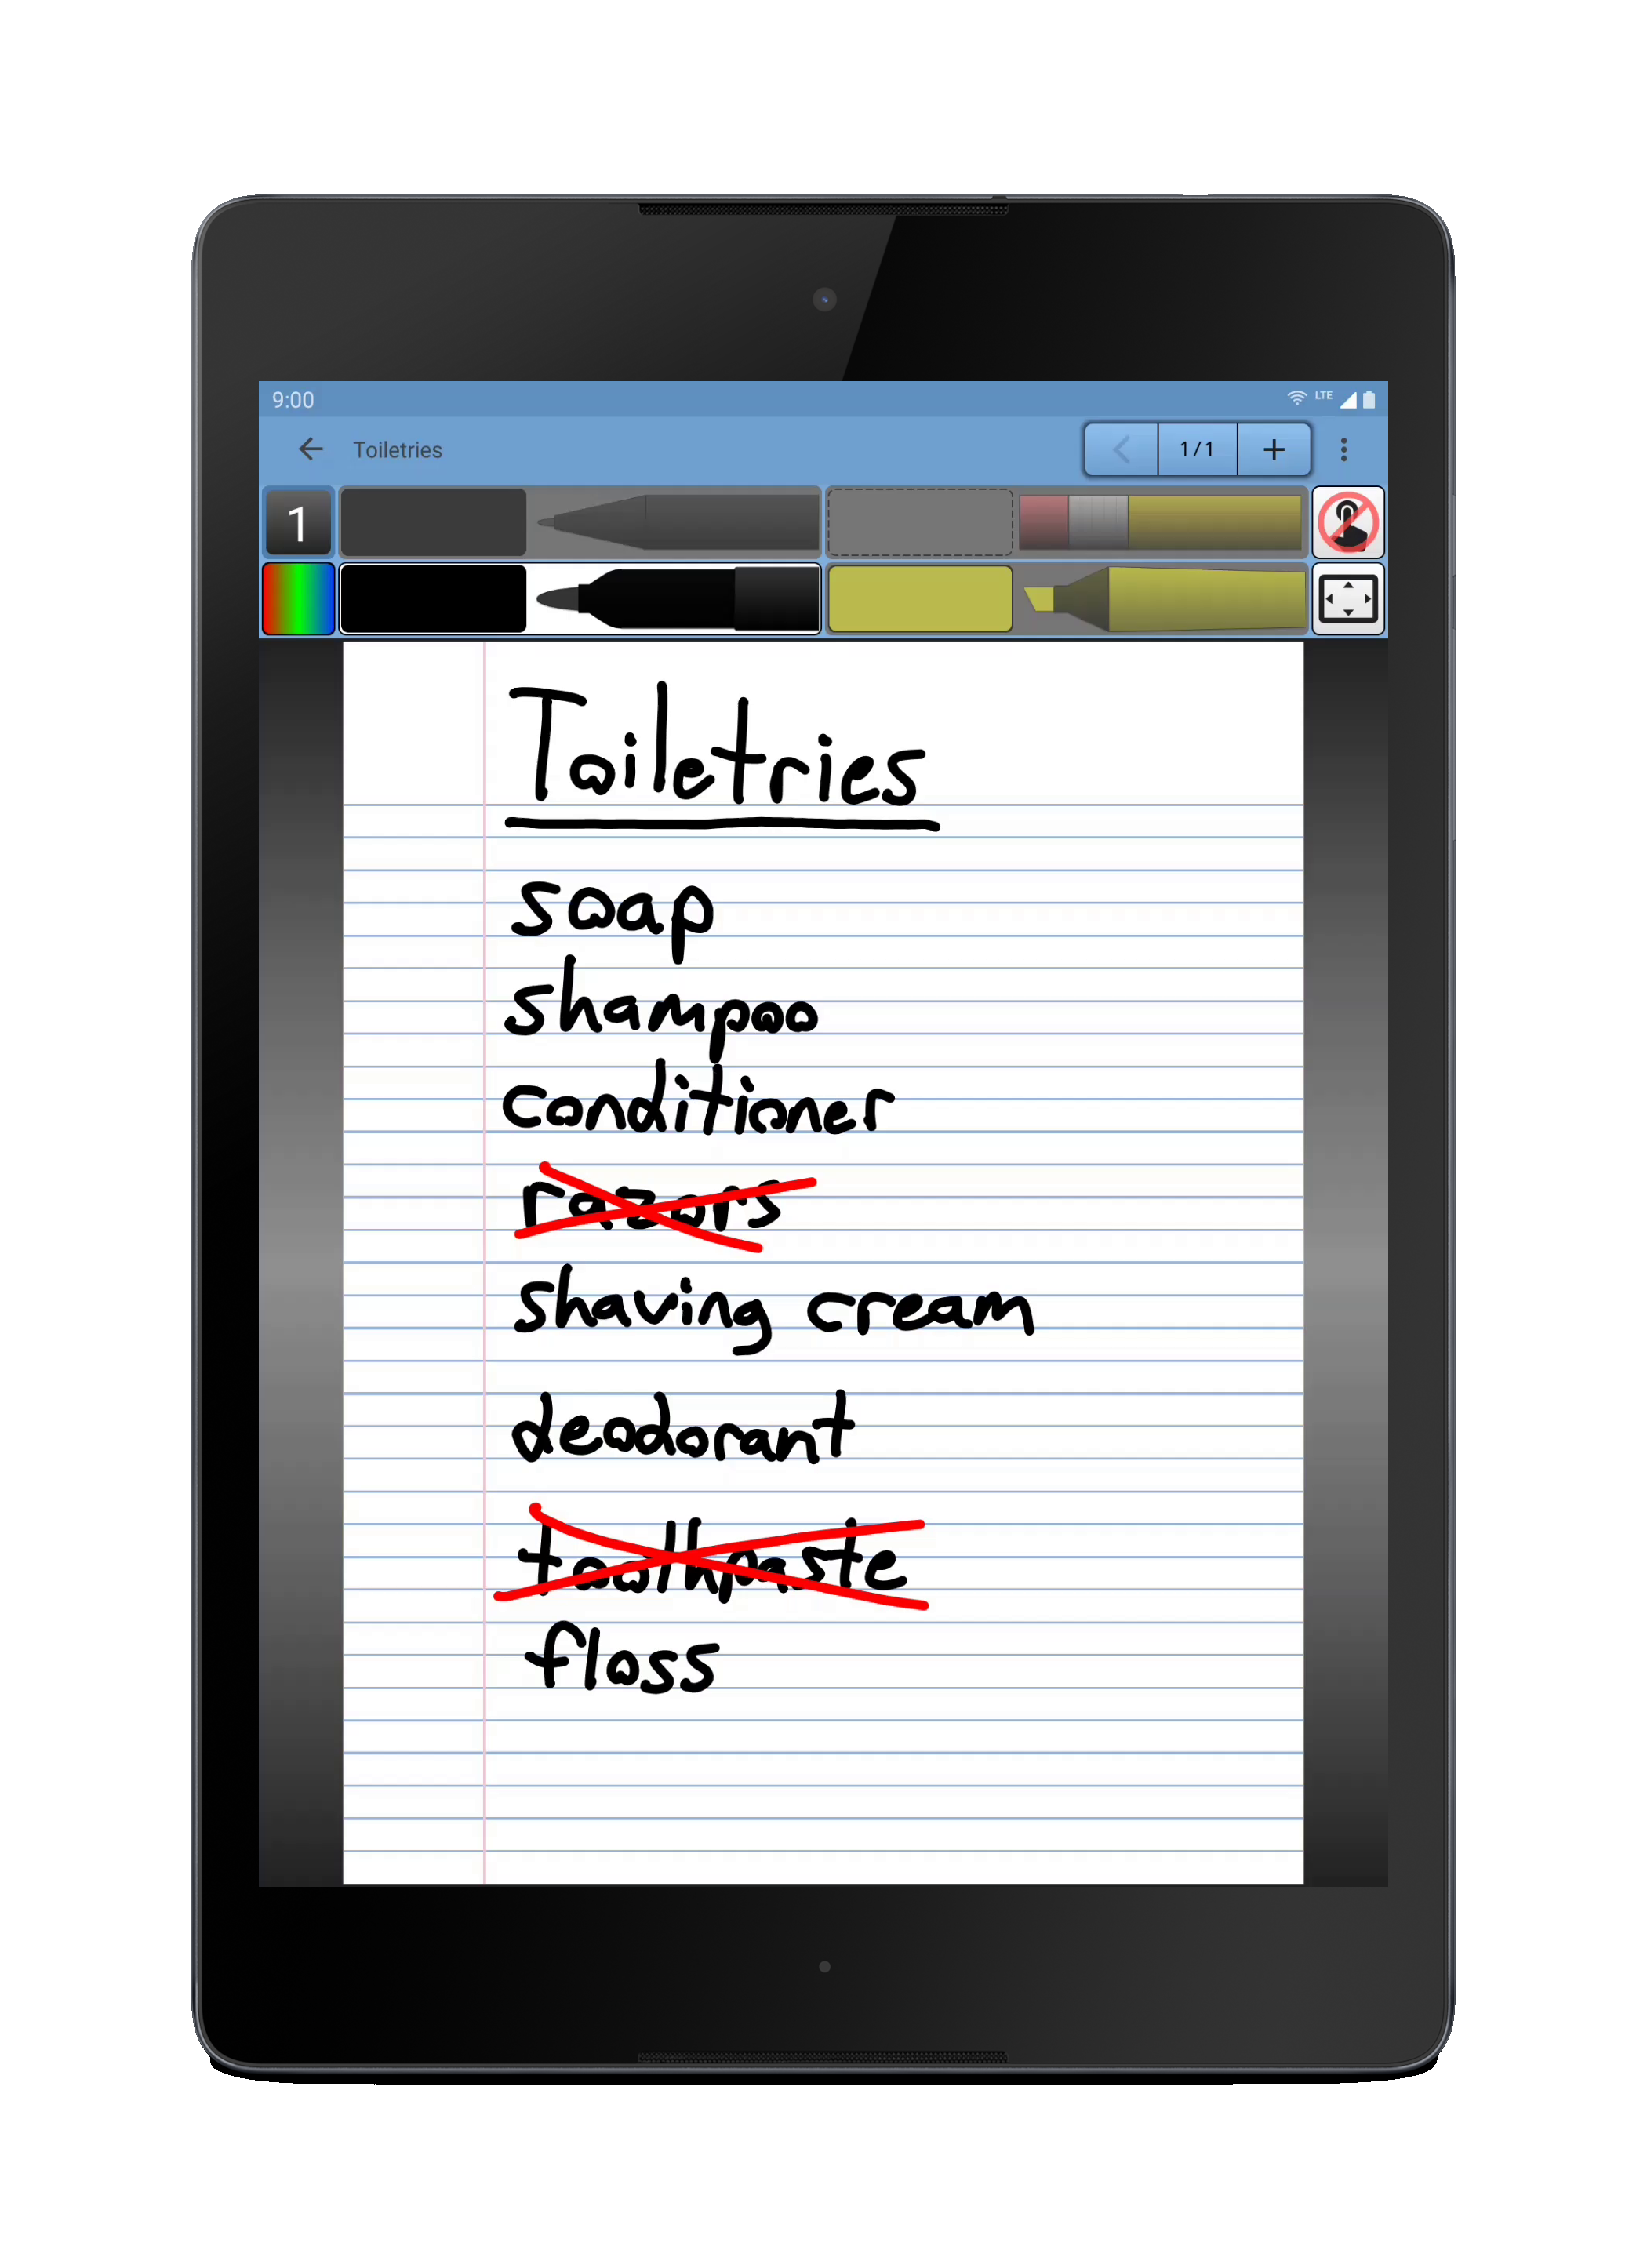 9:00 LTE
Toiletries 1/1 +
1
Toiletries
soap
shampoo
conditioner
razors
shaving cream
deodorant
toothpaste
floss